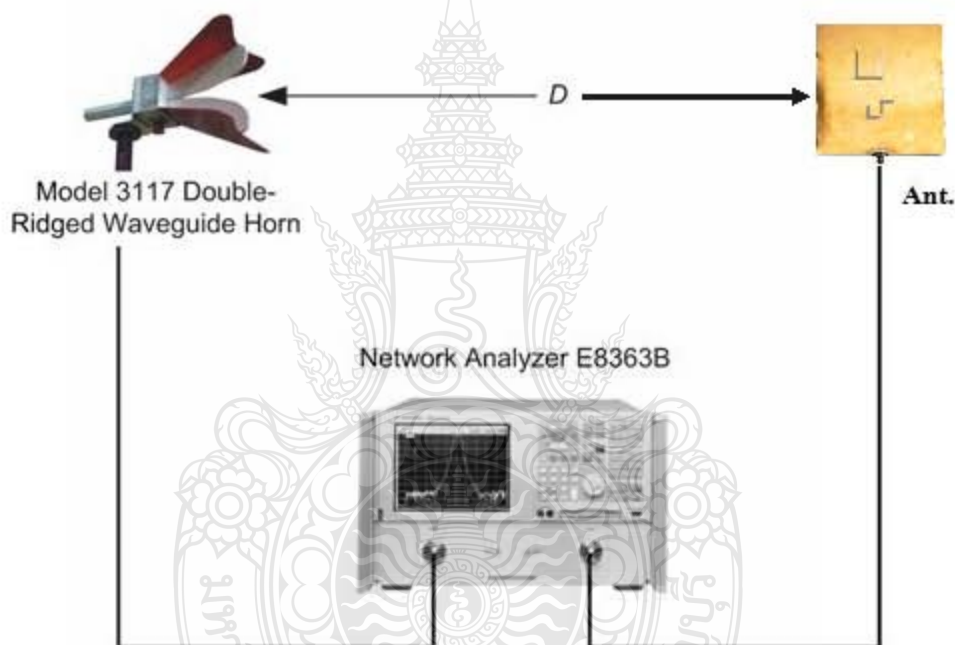 D
Model 3117 Double-
Ridged Waveguide Horn
Ant.
Network Analyzer E8363B